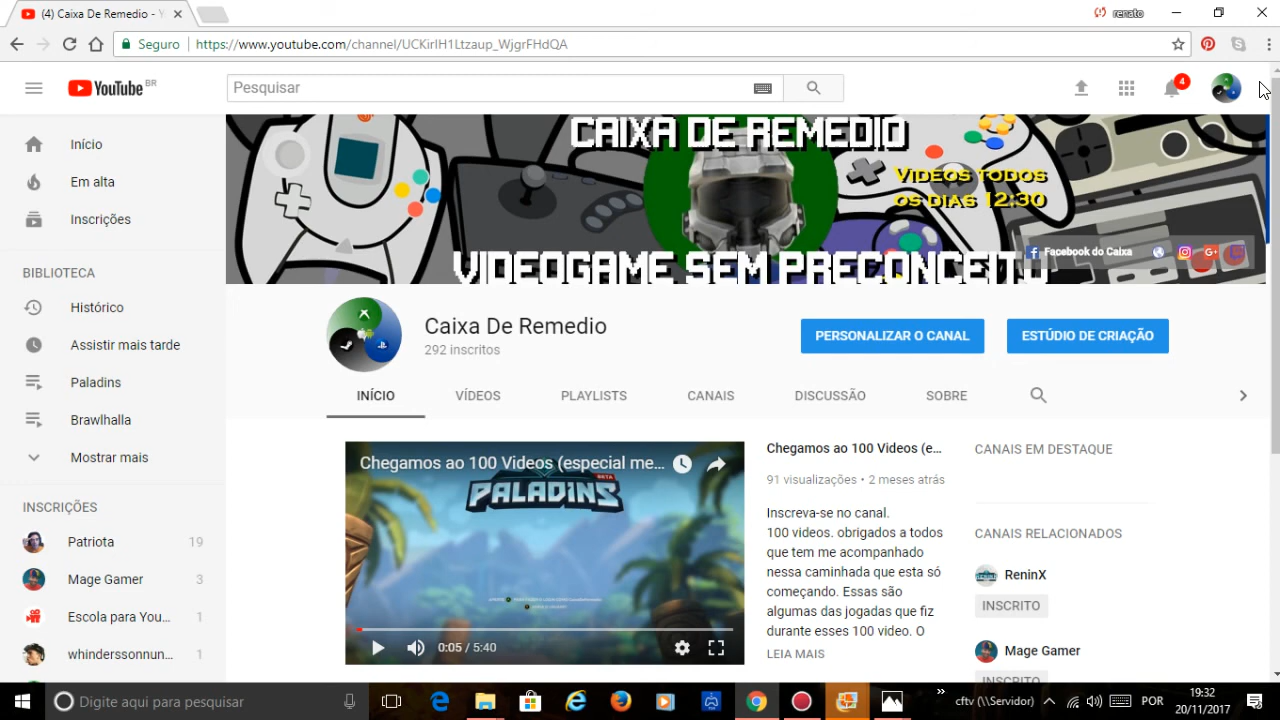 (4) Caixa De Remedio - Y
renato
Seguro
https://www.youtube.com/channel/UCKirIH1Ltzaup_WjgrFHdQA
YouTube BR
Pesquisar
4
Início
Em alta
Inscrições
BIBLIOTECA
Histórico
Assistir mais tarde
Paladins
Brawlhalla
Mostrar mais
INSCRIÇÕES
Patriota 19
Mage Gamer 3
Escola para You... 1
whinderssonnun... 1
CAIXA DE REMEDIO
Videos todos
os dias 12:30
Facebook do Caixa
G+
VIDEOGAME SEM PRECONCEITO
Caixa De Remedio
292 inscritos
PERSONALIZAR O CANAL
ESTÚDIO DE CRIAÇÃO
INÍCIO VÍDEOS PLAYLISTS CANAIS DISCUSSÃO SOBRE
Chegamos ao 100 Videos (especial me...
PALADINS
BETA
0:05 / 5:40
Chegamos ao 100 Videos (e...
91 visualizações • 2 meses atrás
Inscreva-se no canal.
100 videos. obrigados a todos
que tem me acompanhado
nessa caminhada que esta só
começando. Essas são
algumas das jogadas que fiz
durante esses 100 video. O
LEIA MAIS
CANAIS EM DESTAQUE
CANAIS RELACIONADOS
ReninX
INSCRITO
Mage Gamer
INSCRITO
Digite aqui para pesquisar
cftv (\\Servidor)
POR
19:32
20/11/2017